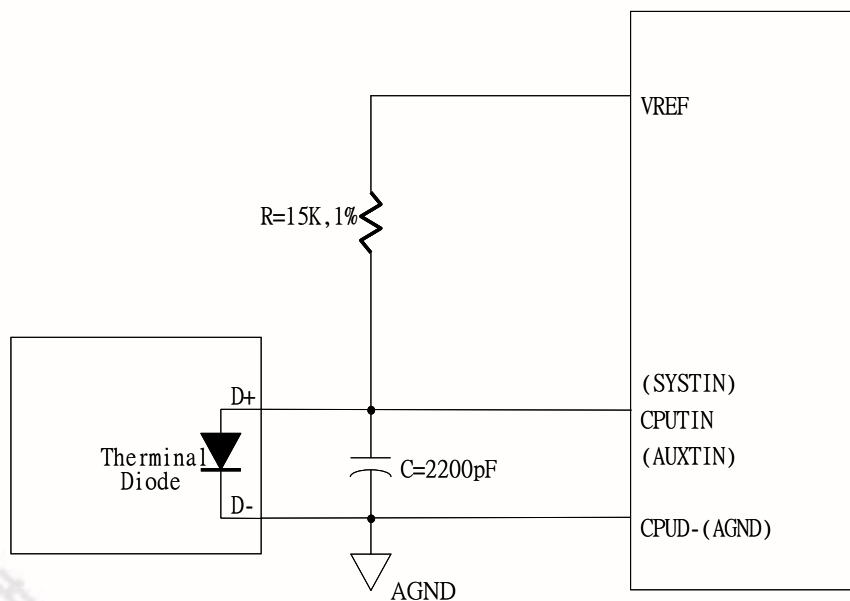 VREF
R=15K,1%
(SYSTIN)
D+
CPUTIN
(AUXTIN)
Therminal
Diode
C=2200pF
D-
CPUD-(AGND)
AGND